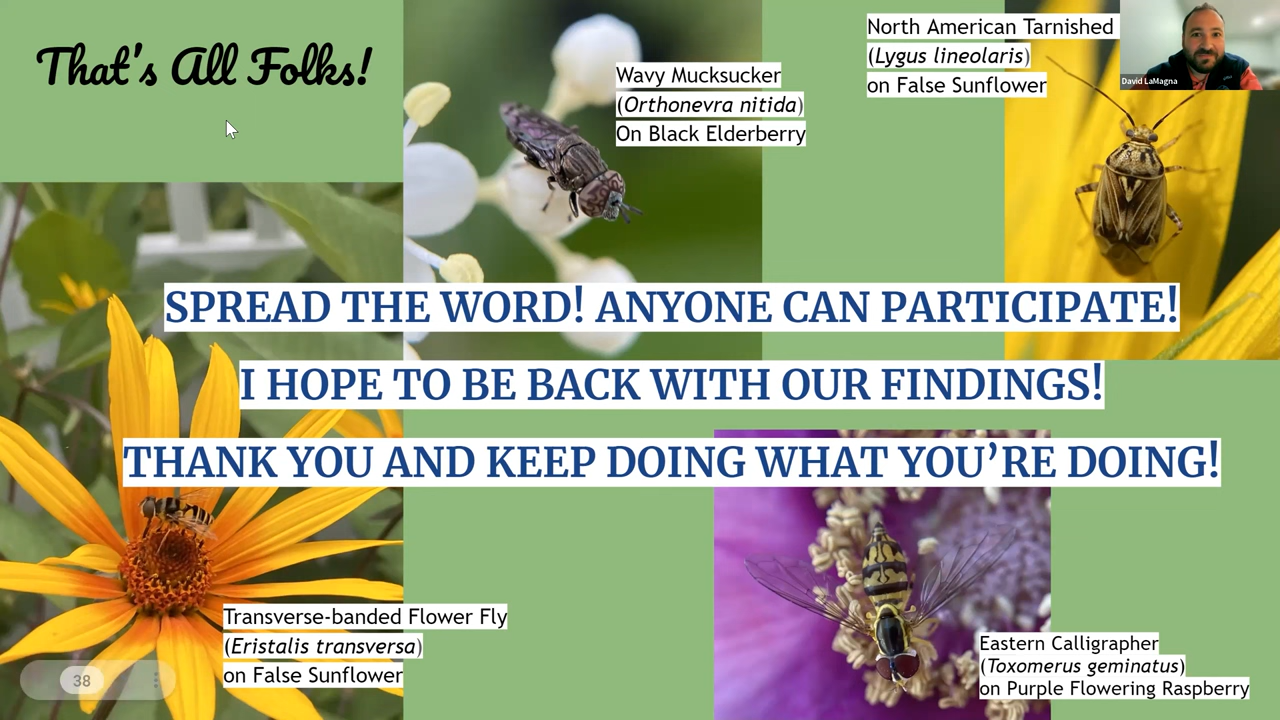 That's All Folks!
Wavy Mucksucker
(Orthonevra nitida)
On Black Elderberry
North American Tarnished
(Lygus lineolaris)
on False Sunflower
David LaMagna
SPREAD THE WORD! ANYONE CAN PARTICIPATE!
I HOPE TO BE BACK WITH OUR FINDINGS!
THANK YOU AND KEEP DOING WHAT YOU’RE DOING!
Transverse-banded Flower Fly
(Eristalis transversa)
on False Sunflower
Eastern Calligrapher
(Toxomerus geminatus)
on Purple Flowering Raspberry
38